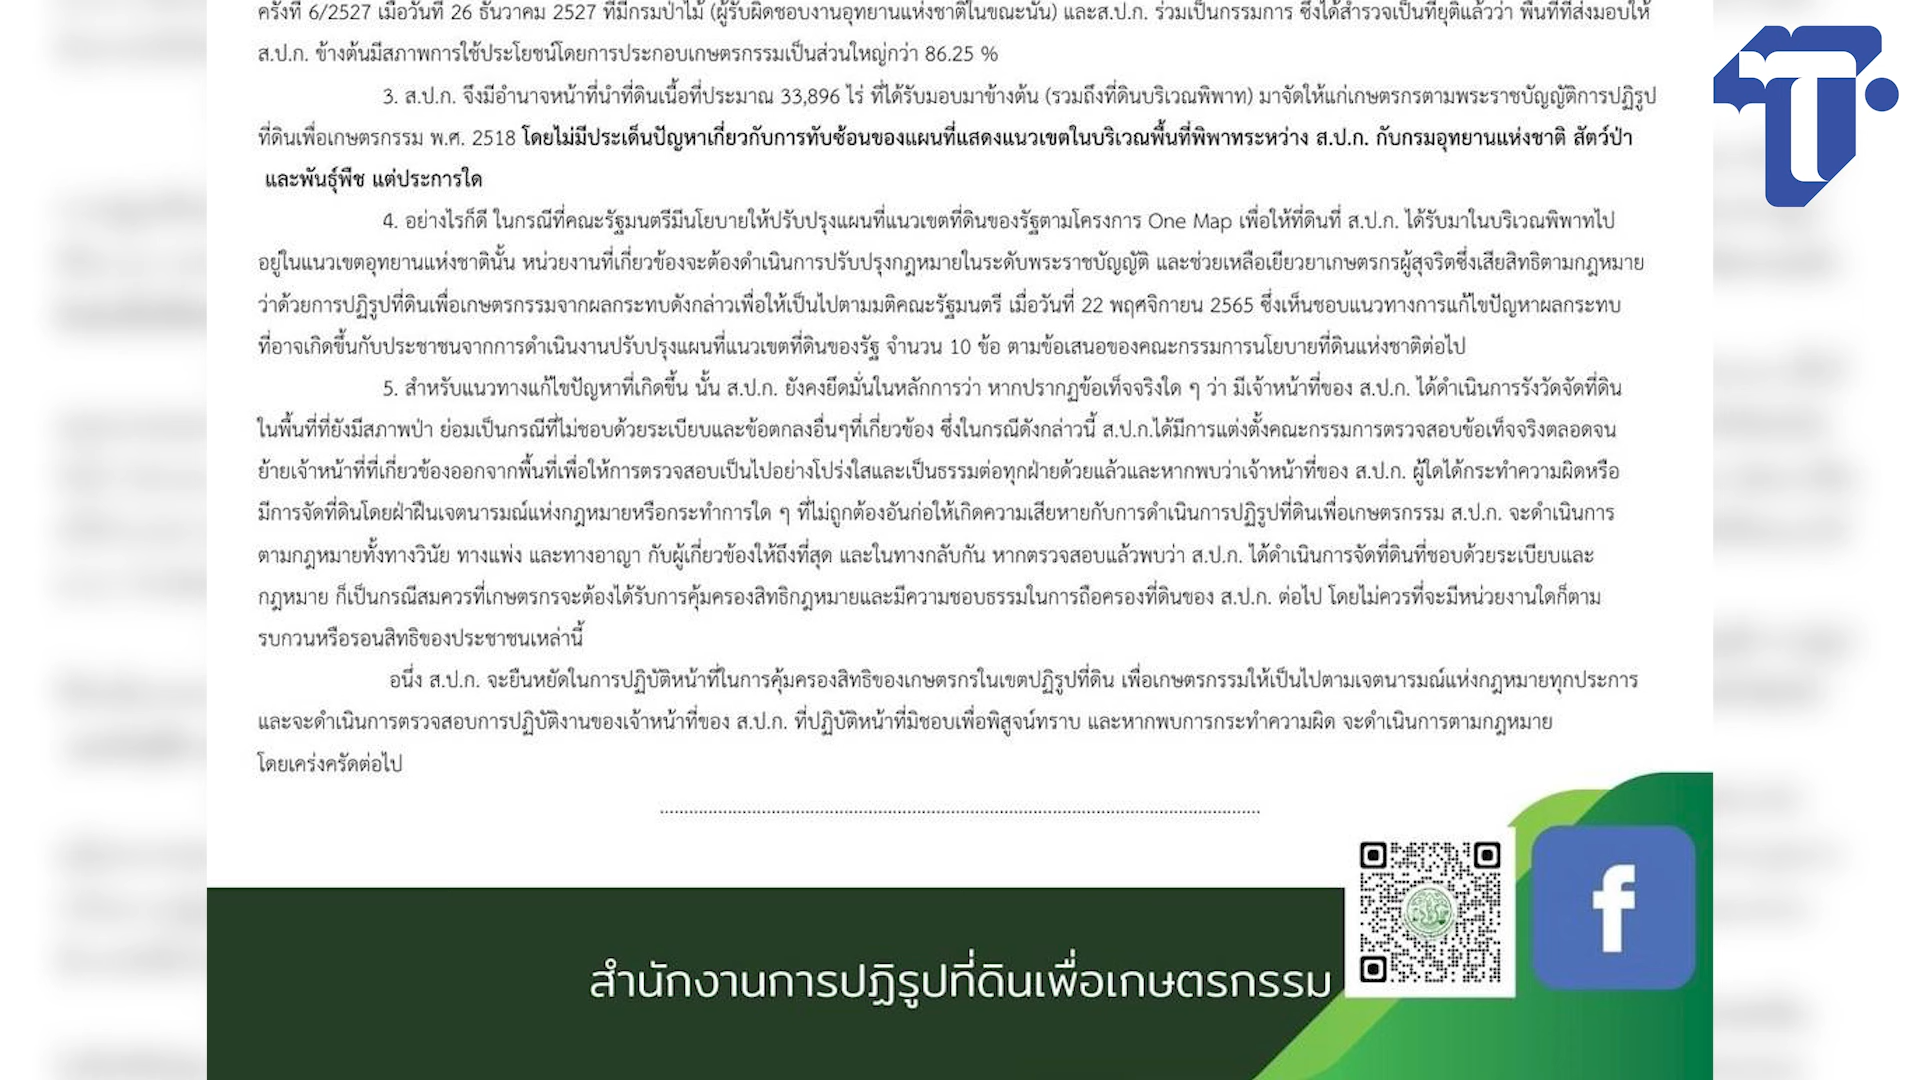 ครั้งที่ 6/2527 เมื่อวันที่ 26 ธันวาคม 2527 ที่มีกรมป่าไม้ (ผู้รับผิดชอบงานอุทยานแห่งชาติในขณะนั้น) และส.ป.ก. ร่วมเป็นกรรมการ ซึ่งได้สำรวจเป็นที่ยุติแล้วว่า พื้นที่ที่ส่งมอบให้
ส.ป.ก. ข้างต้นมีสภาพการใช้ประโยชน์โดยการประกอบเกษตรกรรมเป็นส่วนใหญ่กว่า 86.25 %
3. ส.ป.ก. จึงมีอำนาจหน้าที่นำที่ดินเนื้อที่ประมาณ 33,896 ไร่ ที่ได้รับมอบมาข้างต้น (รวมถึงที่ดินบริเวณพิพาท) มาจัดให้แก่เกษตรกรตามพระราชบัญญัติการปฏิรูป
ที่ดินเพื่อเกษตรกรรม พ.ศ. 2518 โดยไม่มีประเด็นปัญหาเกี่ยวกับการทับซ้อนของแผนที่แสดงแนวเขตในบริเวณพื้นที่พิพาทระหว่าง ส.ป.ก. กับกรมอุทยานแห่งชาติ สัตว์ป่า
และพันธุ์พืช แต่ประการใด
4. อย่างไรก็ดี ในกรณีที่คณะรัฐมนตรีมีนโยบายให้ปรับปรุงแผนที่แนวเขตที่ดินของรัฐตามโครงการ One Map เพื่อให้ที่ดินที่ ส.ป.ก. ได้รับมาในบริเวณพิพาทไป
อยู่ในแนวเขตอุทยานแห่งชาตินั้น หน่วยงานที่เกี่ยวข้องจะต้องดำเนินการปรับปรุงกฎหมายในระดับพระราชบัญญัติ และช่วยเหลือเยียวยาเกษตรกรผู้สุจริตซึ่งเสียสิทธิตามกฎหมาย
ว่าด้วยการปฏิรูปที่ดินเพื่อเกษตรกรรมจากผลกระทบดังกล่าวเพื่อให้เป็นไปตามมติคณะรัฐมนตรี เมื่อวันที่ 22 พฤศจิกายน 2565 ซึ่งเห็นชอบแนวทางการแก้ไขปัญหาผลกระทบ
ที่อาจเกิดขึ้นกับประชาชนจากการดำเนินงานปรับปรุงแผนที่แนวเขตที่ดินของรัฐ จำนวน 10 ข้อ ตามข้อเสนอของคณะกรรมการนโยบายที่ดินแห่งชาติต่อไป
5. สำหรับแนวทางแก้ไขปัญหาที่เกิดขึ้น นั้น ส.ป.ก. ยังคงยึดมั่นในหลักการว่า หากปรากฏข้อเท็จจริงใด ๆ ว่า มีเจ้าหน้าที่ของ ส.ป.ก. ได้ดำเนินการรังวัดจัดที่ดิน
ในพื้นที่ที่ยังมีสภาพป่า ย่อมเป็นกรณีที่ไม่ชอบด้วยระเบียบและข้อตกลงอื่นๆที่เกี่ยวข้อง ซึ่งในกรณีดังกล่าวนี้ ส.ป.ก.ได้มีการแต่งตั้งคณะกรรมการตรวจสอบข้อเท็จจริงตลอดจน
ย้ายเจ้าหน้าที่ที่เกี่ยวข้องออกจากพื้นที่เพื่อให้การตรวจสอบเป็นไปอย่างโปร่งใสและเป็นธรรมต่อทุกฝ่ายด้วยแล้วและหากพบว่าเจ้าหน้าที่ของ ส.ป.ก. ผู้ใดได้กระทำความผิดหรือ
มีการจัดที่ดินโดยฝ่าฝืนเจตนารมณ์แห่งกฎหมายหรือกระทำการใด ๆ ที่ไม่ถูกต้องอันก่อให้เกิดความเสียหายกับการดำเนินการปฏิรูปที่ดินเพื่อเกษตรกรรม ส.ป.ก. จะดำเนินการ
ตามกฎหมายทั้งทางวินัย ทางแพ่ง และทางอาญา กับผู้เกี่ยวข้องให้ถึงที่สุด และในทางกลับกัน หากตรวจสอบแล้วพบว่า ส.ป.ก. ได้ดำเนินการจัดที่ดินที่ชอบด้วยระเบียบและ
กฎหมาย ก็เป็นกรณีสมควรที่เกษตรกรจะต้องได้รับการคุ้มครองสิทธิกฎหมายและมีความชอบธรรมในการถือครองที่ดินของ ส.ป.ก. ต่อไป โดยไม่ควรที่จะมีหน่วยงานใดก็ตาม
รบกวนหรือรอนสิทธิของประชาชนเหล่านี้
อนึ่ง ส.ป.ก. จะยืนหยัดในการปฏิบัติหน้าที่ในการคุ้มครองสิทธิของเกษตรกรในเขตปฏิรูปที่ดิน เพื่อเกษตรกรรมให้เป็นไปตามเจตนารมณ์แห่งกฎหมายทุกประการ
และจะดำเนินการตรวจสอบการปฏิบัติงานของเจ้าหน้าที่ของ ส.ป.ก. ที่ปฏิบัติหน้าที่มิชอบเพื่อพิสูจน์ทราบ และหากพบการกระทำความผิด จะดำเนินการตามกฎหมาย
โดยเคร่งครัดต่อไป
สำนักงานการปฏิรูปที่ดินเพื่อเกษตรกรรม